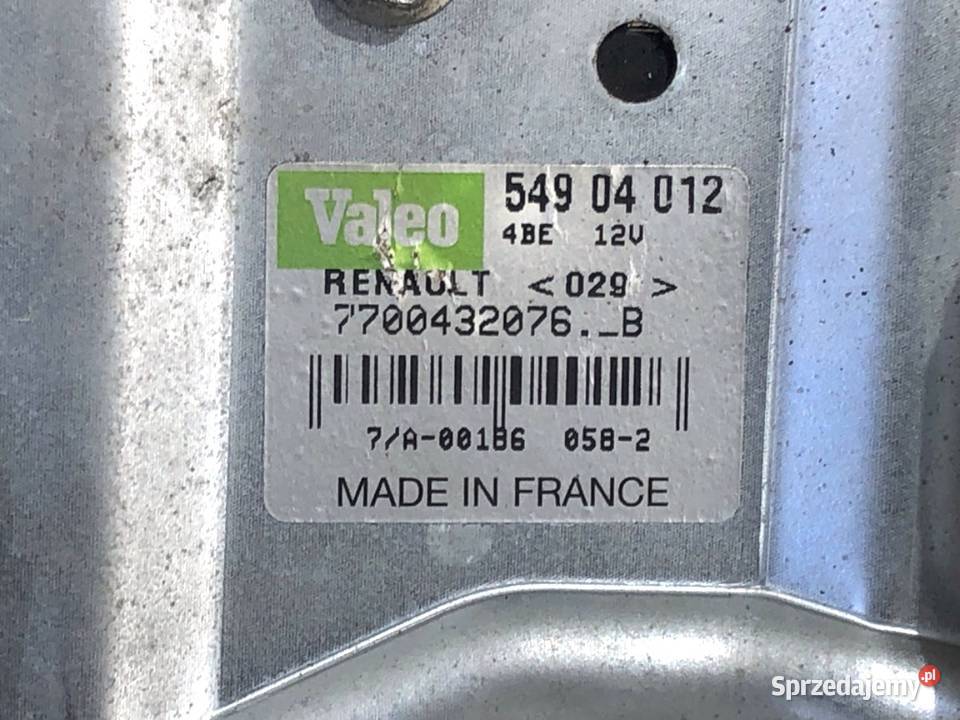 Valeo 549 04 012
4BE 12V
RENAULT <029 >
7700432076._B
7/A-00186 058-2
MADE IN FRANCE
Sprzedajemy.pl